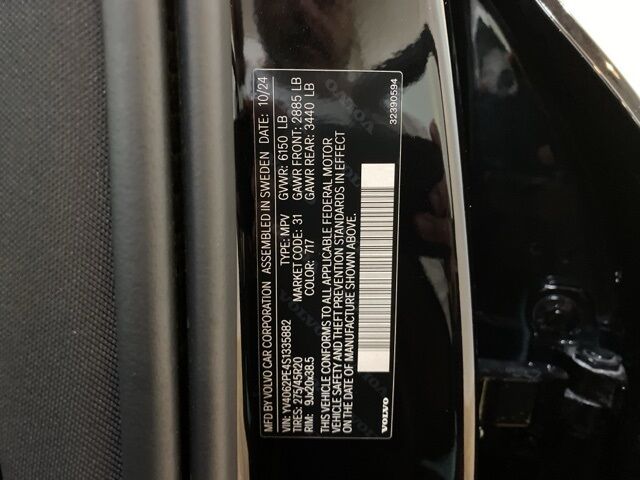 MFD BY VOLVO CAR CORPORATION ASSEMBLED IN SWEDEN DATE: 10/24
VIN: YV4062PE4S1335882 TYPE: MPV GVWR: 6150 LB
TIRES: 275/45R20 MARKET CODE: 31 GAWR FRONT: 2885 LB
RIM: 9Jx20x38.5 COLOR: 717 GAWR REAR: 3440 LB
THIS VEHICLE CONFORMS TO ALL APPLICABLE FEDERAL MOTOR
VEHICLE SAFETY AND THEFT PREVENTION STANDARDS IN EFFECT
ON THE DATE OF MANUFACTURE SHOWN ABOVE.
VOLVO
32390594